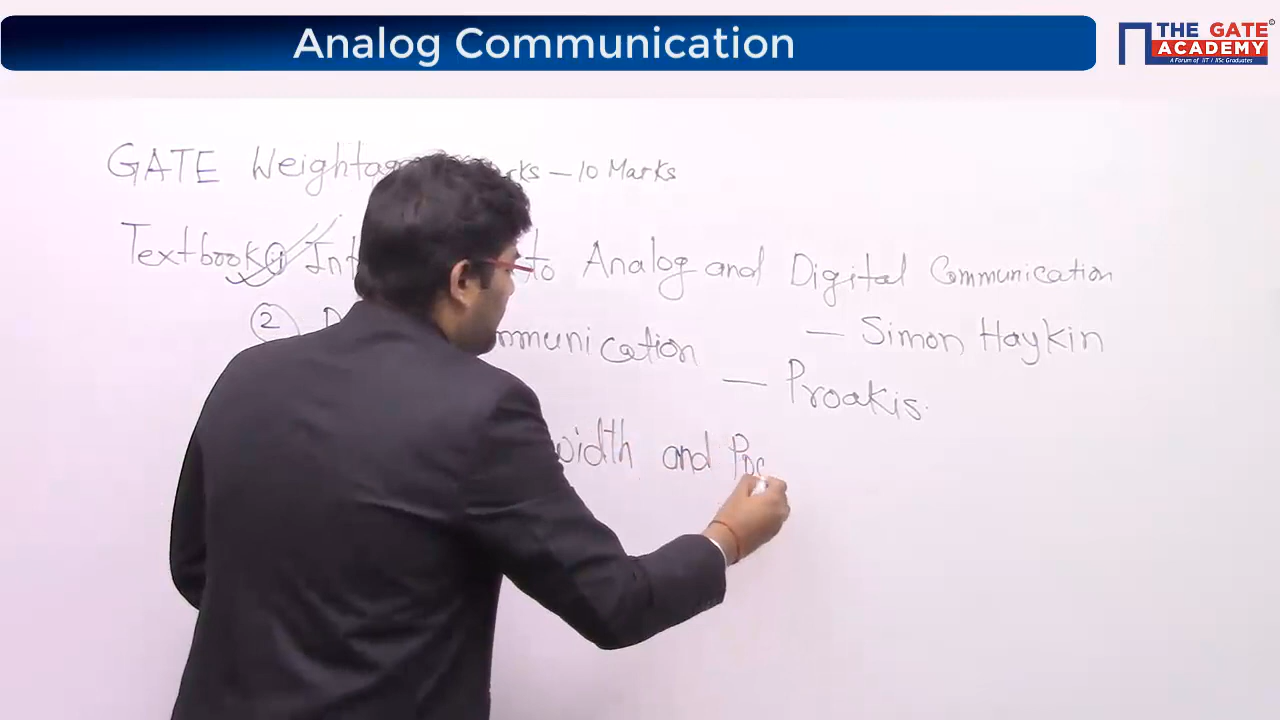 Analog Communication
THE GATE
ACADEMY
A Forum of IIT / IISc Graduates
GATE Weightag rks – 10 Marks
Textbook ① Int to Analog and Digital Communication
② mmunication — Simon Haykin
— Proakis.
width and Po